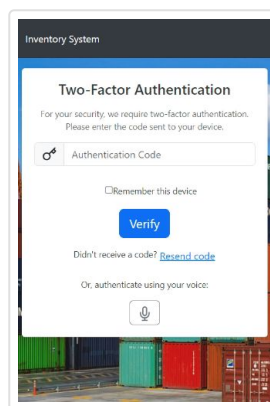 Inventory System
Two-Factor Authentication
For your security, we require two-factor authentication.
Please enter the code sent to your device.
Authentication Code
Remember this device
Verify
Didn't receive a code? Resend code
Or, authenticate using your voice: